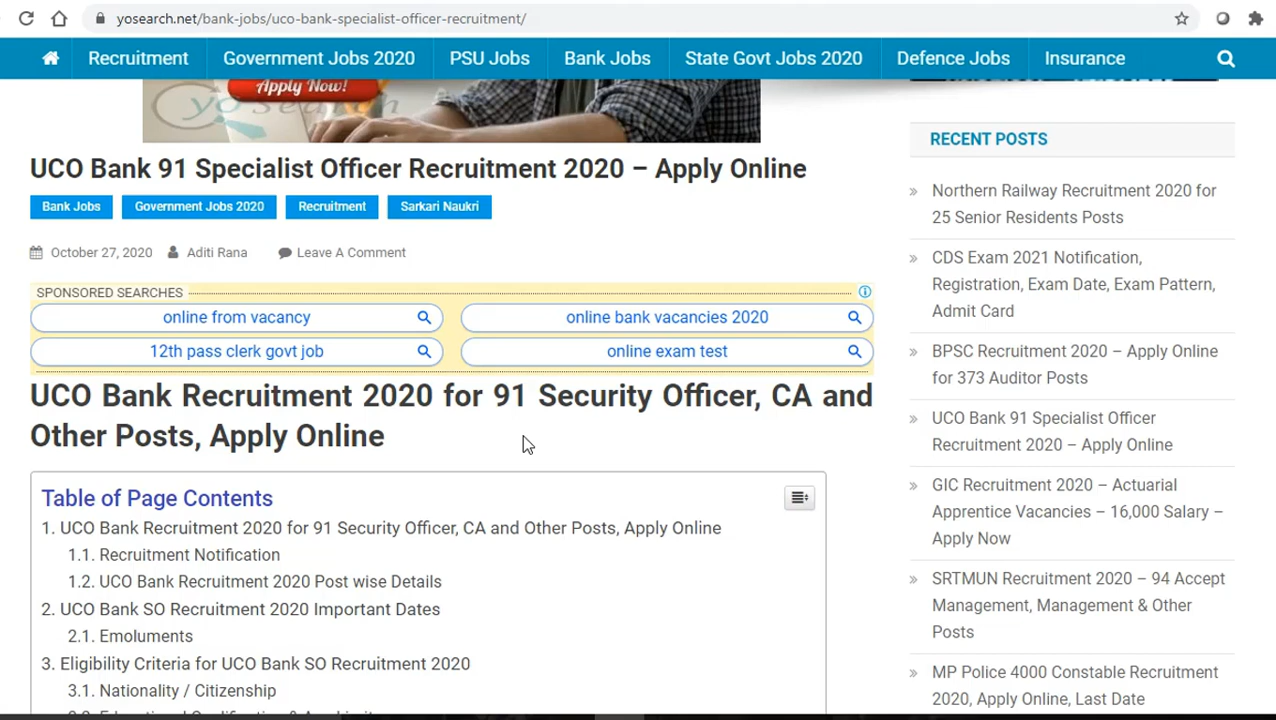 yosearch.net/bank-jobs/uco-bank-specialist-officer-recruitment/
Recruitment Government Jobs 2020 PSU Jobs Bank Jobs State Govt Jobs 2020 Defence Jobs Insurance
Apply Now!
yo Search
UCO Bank 91 Specialist Officer Recruitment 2020 – Apply Online
Bank Jobs Government Jobs 2020 Recruitment Sarkari Naukri
October 27, 2020 Aditi Rana Leave A Comment
SPONSORED SEARCHES
online from vacancy online bank vacancies 2020
12th pass clerk govt job online exam test
UCO Bank Recruitment 2020 for 91 Security Officer, CA and
Other Posts, Apply Online
Table of Page Contents
1. UCO Bank Recruitment 2020 for 91 Security Officer, CA and Other Posts, Apply Online
1.1. Recruitment Notification
1.2. UCO Bank Recruitment 2020 Post wise Details
2. UCO Bank SO Recruitment 2020 Important Dates
2.1. Emoluments
3. Eligibility Criteria for UCO Bank SO Recruitment 2020
3.1. Nationality / Citizenship
RECENT POSTS
Northern Railway Recruitment 2020 for
25 Senior Residents Posts
CDS Exam 2021 Notification,
Registration, Exam Date, Exam Pattern,
Admit Card
BPSC Recruitment 2020 – Apply Online
for 373 Auditor Posts
UCO Bank 91 Specialist Officer
Recruitment 2020 – Apply Online
GIC Recruitment 2020 – Actuarial
Apprentice Vacancies – 16,000 Salary –
Apply Now
SRTMUN Recruitment 2020 – 94 Accept
Management, Management & Other
Posts
MP Police 4000 Constable Recruitment
2020, Apply Online, Last Date